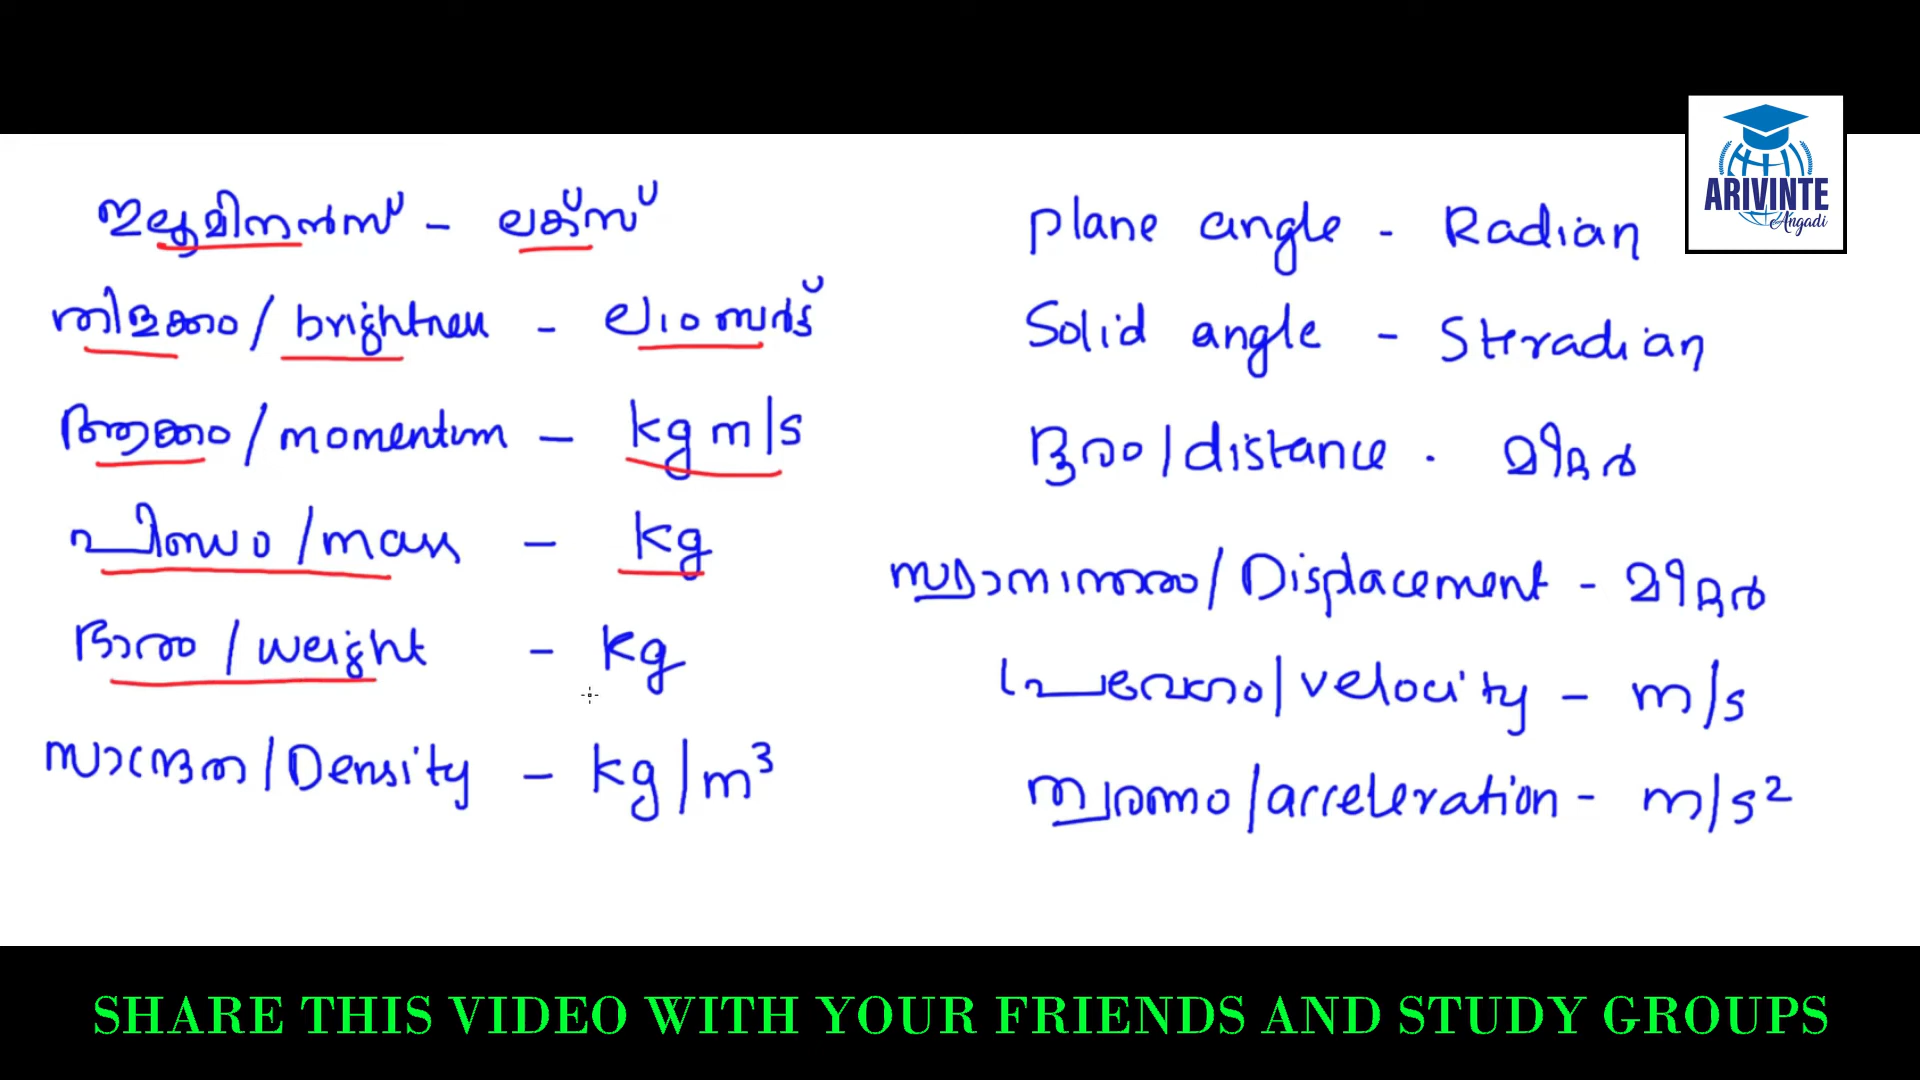 ഇല്യൂമിനൻസ് - ലക്സ്
തിളക്കം / brightness - ലാംബർട്ട്
ആക്കം / momentum - kg m/s
പിണ്ഡം / mass - kg
ഭാരം / weight - kg
സാന്ദ്രത / Density - kg/m³
plane angle - Radian
Solid angle - Steradian
ദൂരം / distance - മീറ്റർ
സ്ഥാനാന്തരം / Displacement - മീറ്റർ
പ്രവേഗം / velocity - m/s
ത്വരണം / acceleration - m/s²
ARIVINTE
eAngadi
SHARE THIS VIDEO WITH YOUR FRIENDS AND STUDY GROUPS